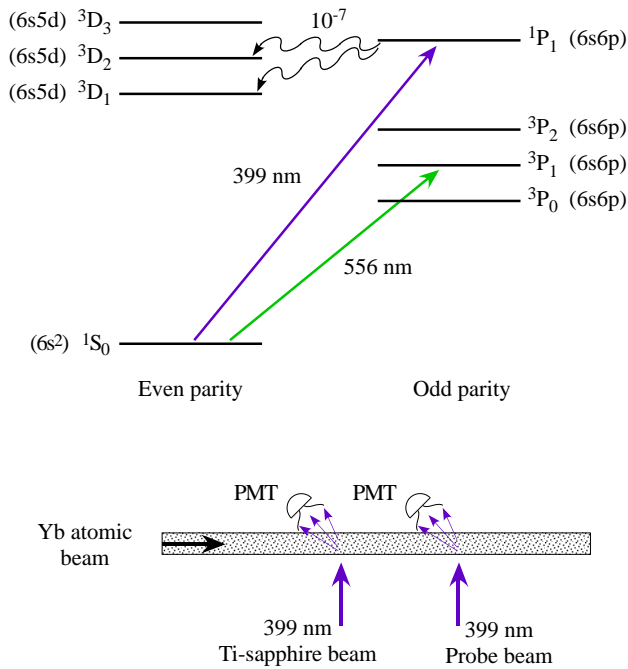 (6s5d) ³D₃
10⁻⁷
¹P₁ (6s6p)
(6s5d) ³D₂
(6s5d) ³D₁
³P₂ (6s6p)
399 nm
³P₁ (6s6p)
³P₀ (6s6p)
556 nm
(6s²) ¹S₀
Even parity
Odd parity
PMT
PMT
Yb atomic
beam
399 nm
Ti-sapphire beam
399 nm
Probe beam